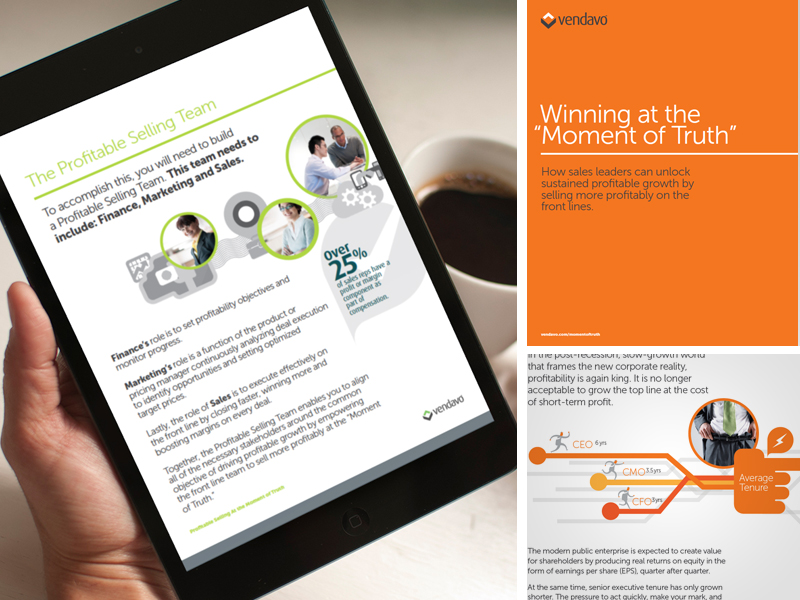 The Profitable Selling Team
To accomplish this, you will need to build
a Profitable Selling Team. This team needs to
include: Finance, Marketing and Sales.
Over
25%
of sales reps have a
profit or margin
component as
part of
compensation.
Finance's role is to set profitability objectives and
monitor progress.
Marketing's role is a function of the product or
pricing manager continuously analyzing deal execution
to identify opportunities and setting optimized
target prices.
Lastly, the role of Sales is to execute effectively on
the front line by closing faster, winning more and
boosting margins on every deal.
Together, the Profitable Selling Team enables you to align
all of the necessary stakeholders around the common
objective of driving profitable growth by empowering
the front line team to sell more profitably at the "Moment
of Truth."
vendavo
Profitable Selling at the Moment of Truth
vendavo
Winning at the
"Moment of Truth"
How sales leaders can unlock
sustained profitable growth by
selling more profitably on the
front lines.
vendavo.com/momentoftruth
in the post-recession, slow-growth world
that frames the new corporate reality,
profitability is again king. It is no longer
acceptable to grow the top line at the cost
of short-term profit.
CEO 6 yrs
CMO 3.5 yrs
CFO 5 yrs
Average
Tenure
The modern public enterprise is expected to create value
for shareholders by producing real returns on equity in the
form of earnings per share (EPS), quarter after quarter.
At the same time, senior executive tenure has only grown
shorter. The pressure to act quickly, make your mark, and